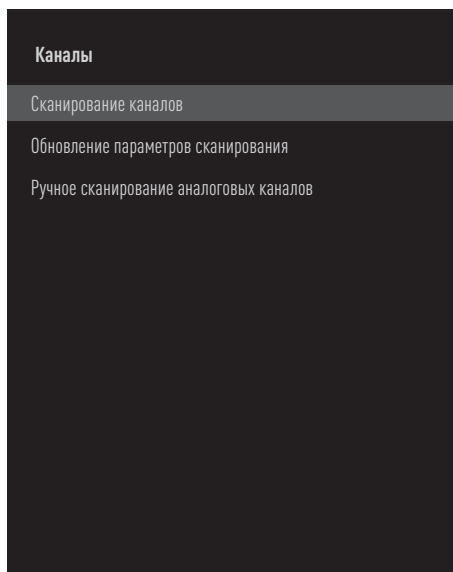 Каналы
Сканирование каналов
Обновление параметров сканирования
Ручное сканирование аналоговых каналов